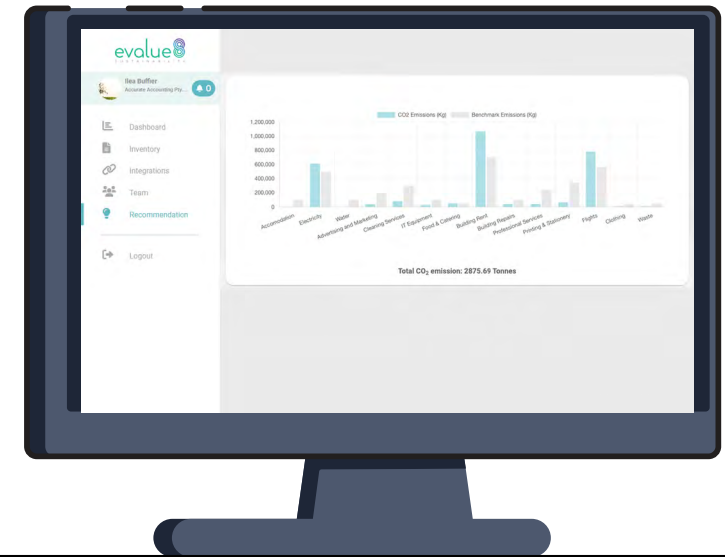 evalue8
SUSTAINABILITY
Ilea Buffier
Accurate Accounting Pty...
0
Dashboard
Inventory
Integrations
Team
Recommendation
Logout
CO2 Emissions (Kg)
Benchmark Emissions (Kg)
1,200,000
1,000,000
800,000
600,000
400,000
200,000
0
Accomodation
Electricity
Water
Advertising and Marketing
Cleaning Services
IT Equipment
Food & Catering
Building Rent
Building Repairs
Professional Services
Printing & Stationery
Flights
Clothing
Waste
Total CO2 emission: 2875.69 Tonnes